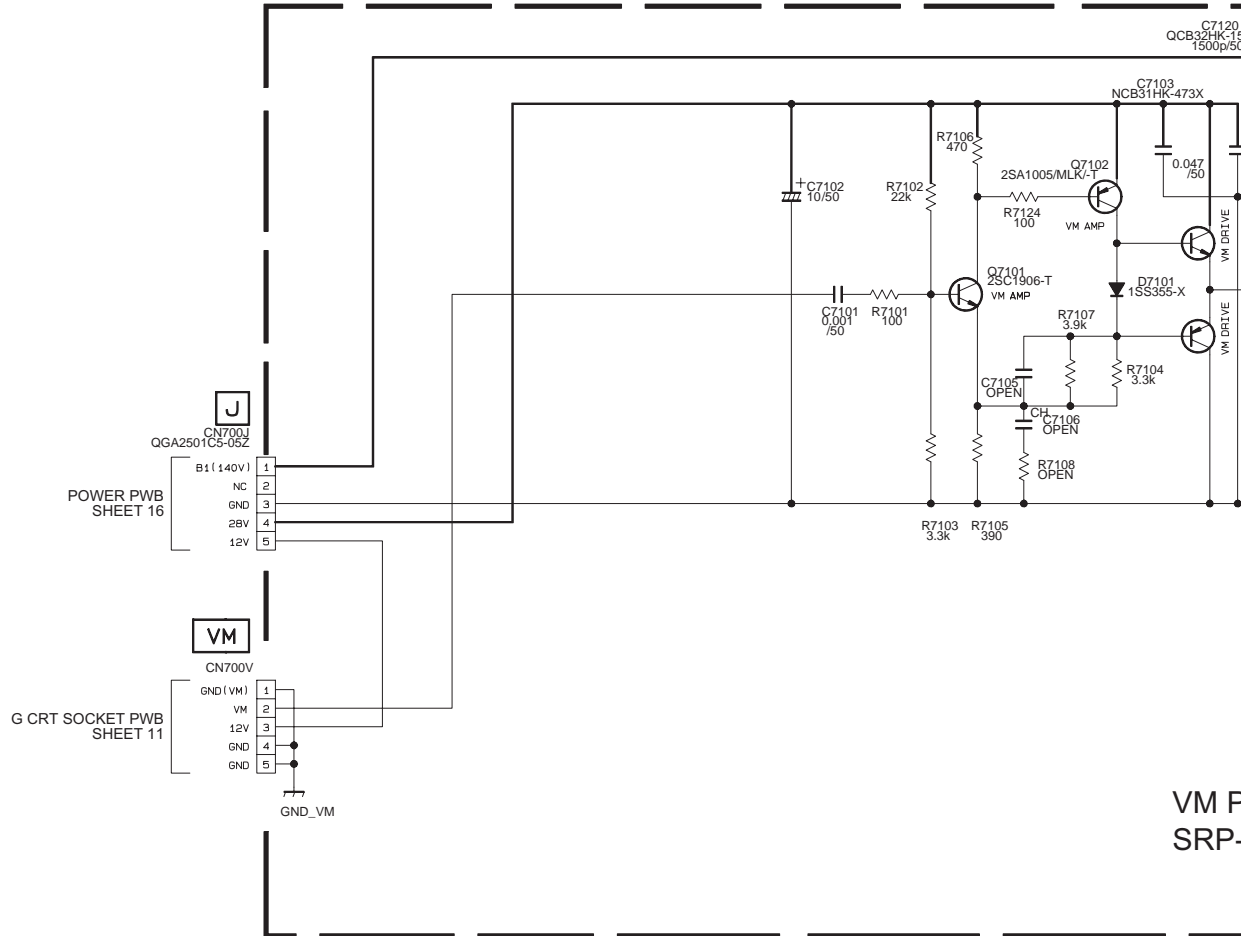 C7120
QCB32HK-15
1500p/50
C7103
NCB31HK-473X
0.047
/50
R7106
470
Q7102
2SA1005/MLK/-T
VM AMP
+
C7102
10/50
R7102
22k
R7124
100
VM DRIVE
Q7101
2SC1906-T
VM AMP
D7101
1SS355-X
C7101
0.001
/50
R7101
100
R7107
3.9k
VM DRIVE
R7104
3.3k
C7105
OPEN
CH
C7106
OPEN
R7108
OPEN
R7103
3.3k
R7105
390
J
CN700J
QGA2501C5-05Z
POWER PWB
SHEET 16
B1(140V) 1
NC 2
GND 3
28V 4
12V 5
VM
CN700V
G CRT SOCKET PWB
SHEET 11
GND(VM) 1
VM 2
12V 3
GND 4
GND 5
GND_VM
VM P
SRP-